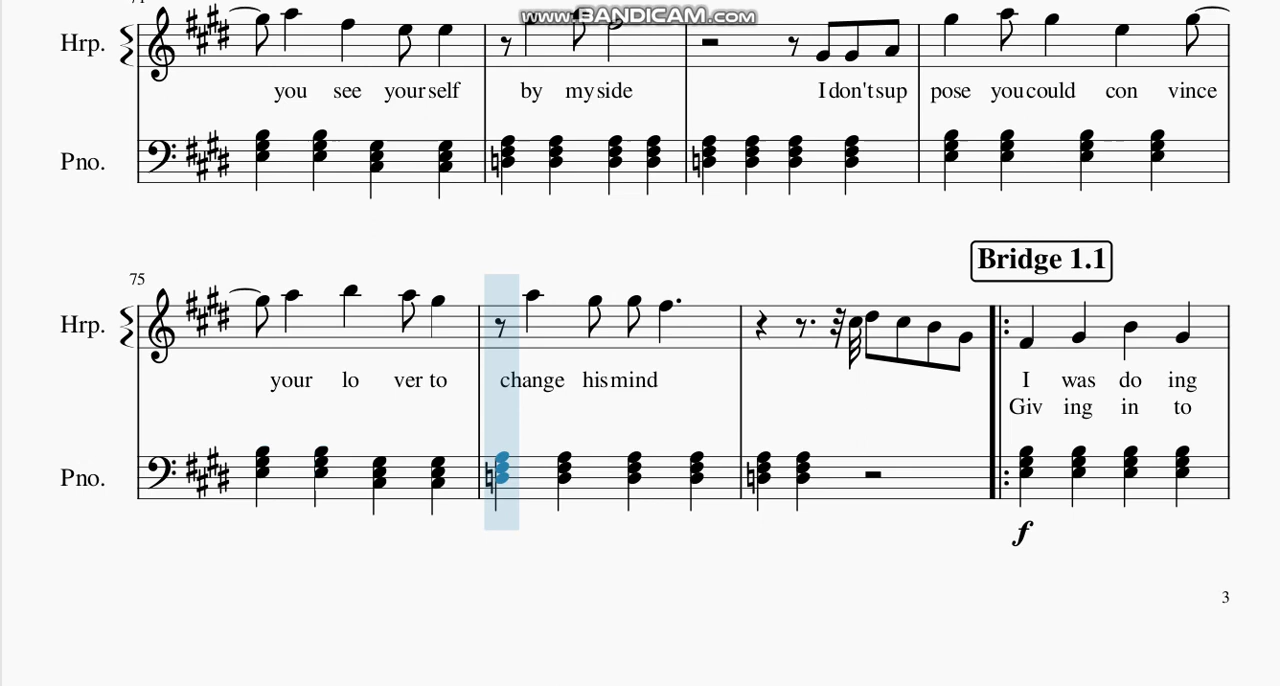 www.BANDICAM.com
Hrp.
you see your self by my side I don't sup pose you could con vince
Pno.
Bridge 1.1
75
Hrp.
your lo ver to change his mind I was do ing
Giv ing in to
Pno.
f
3